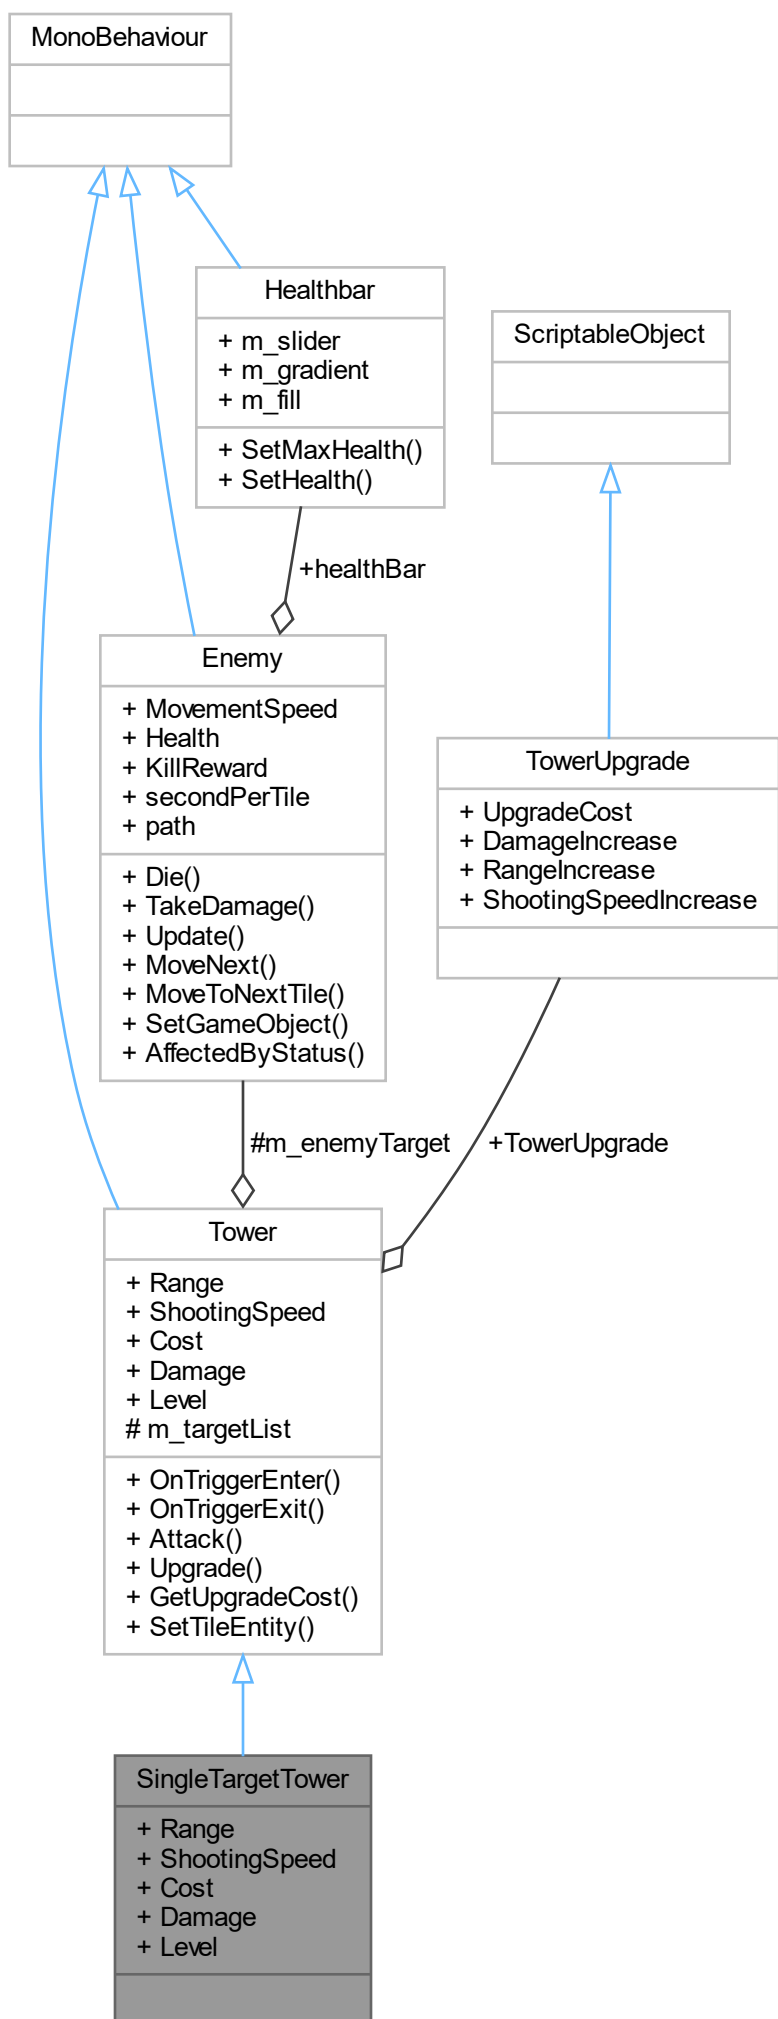 MonoBehaviour
Healthbar
+ m_slider
+ m_gradient
+ m_fill
+ SetMaxHealth()
+ SetHealth()
ScriptableObject
+healthBar
Enemy
+ MovementSpeed
+ Health
+ KillReward
+ secondPerTile
+ path
+ Die()
+ TakeDamage()
+ Update()
+ MoveNext()
+ MoveToNextTile()
+ SetGameObject()
+ AffectedByStatus()
TowerUpgrade
+ UpgradeCost
+ DamageIncrease
+ RangeIncrease
+ ShootingSpeedIncrease
#m_enemyTarget
+TowerUpgrade
Tower
+ Range
+ ShootingSpeed
+ Cost
+ Damage
+ Level
# m_targetList
+ OnTriggerEnter()
+ OnTriggerExit()
+ Attack()
+ Upgrade()
+ GetUpgradeCost()
+ SetTileEntity()
SingleTargetTower
+ Range
+ ShootingSpeed
+ Cost
+ Damage
+ Level